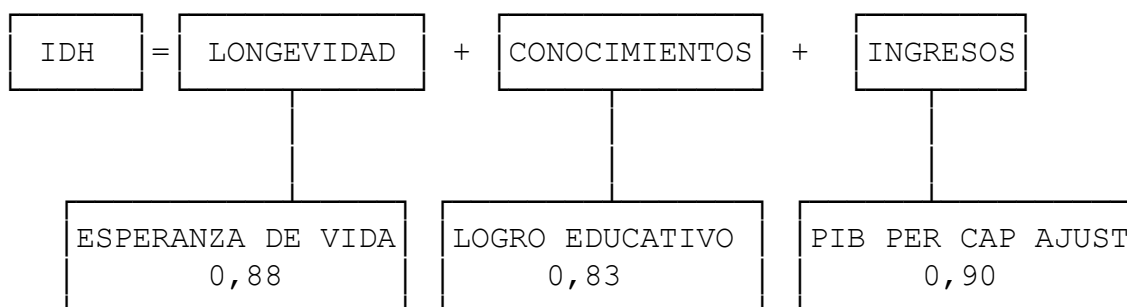 IDH = LONGEVIDAD + CONOCIMIENTOS + INGRESOS
ESPERANZA DE VIDA LOGRO EDUCATIVO PIB PER CAP AJUST
0,88 0,83 0,90